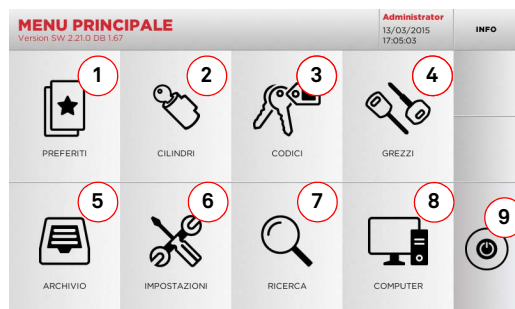 MENU PRINCIPALE
Version SW 2.21.0 DB 1.67
Administrator
13/03/2015
17:05:03
INFO
1
2
3
4
PREFERITI
CILINDRI
CODICI
GREZZI
5
6
7
8
9
ARCHIVIO
IMPOSTAZIONI
RICERCA
COMPUTER